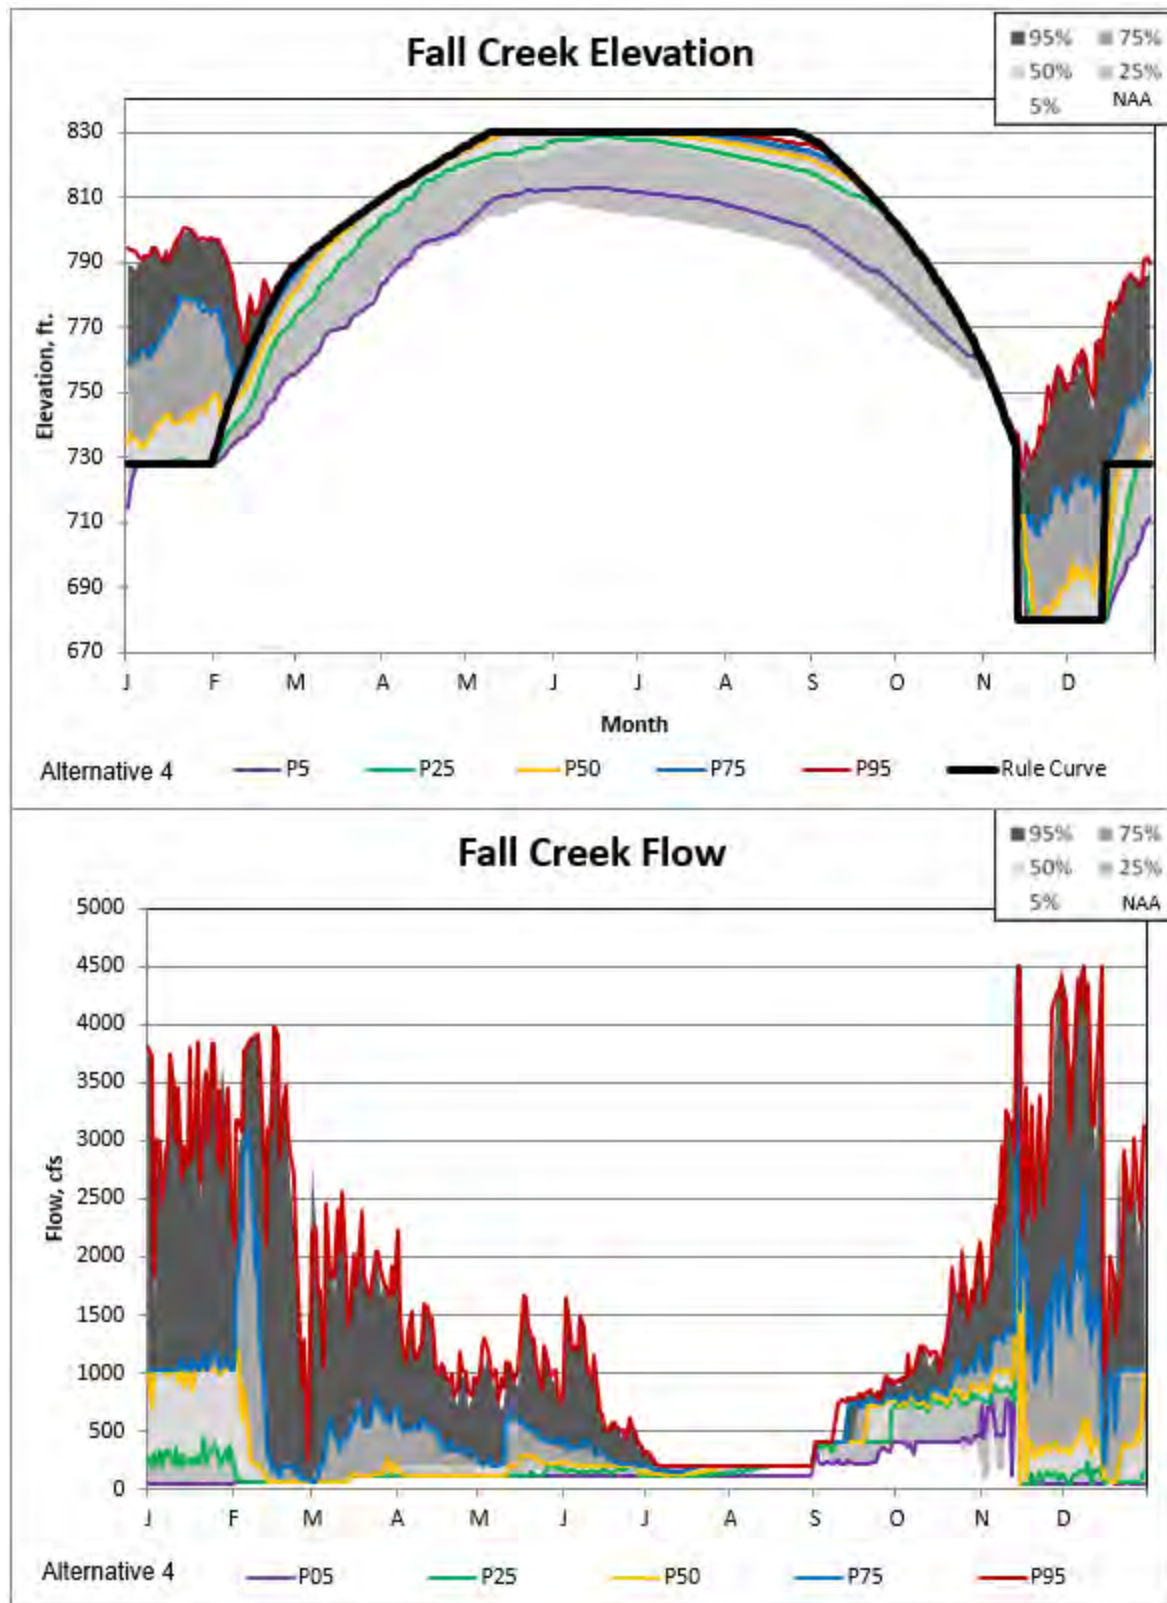 Fall Creek Elevation
95% 75%
50% 25%
5% NAA
830
810
790
770
750
730
710
690
670
Elevation, ft.
J F M A M J J A S O N D
Month
Alternative 4 P5 P25 P50 P75 P95 Rule Curve
Fall Creek Flow
95% 75%
50% 25%
5% NAA
5000
4500
4000
3500
3000
2500
2000
1500
1000
500
0
Flow, cfs
J F M A M J J A S O N D
Alternative 4 P05 P25 P50 P75 P95